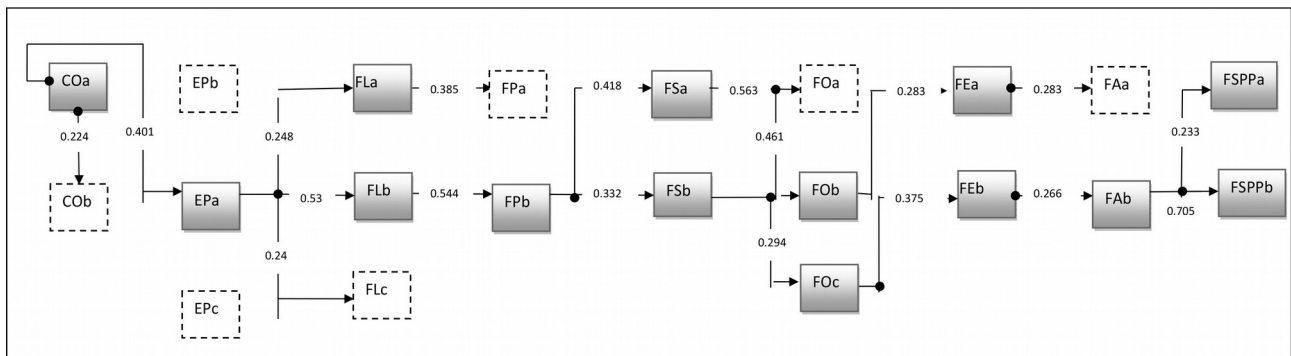 COa
0.224
COb
0.401
EPb
EPa
EPc
0.248
0.53
0.24
FLa
FLb
FLc
0.385
0.544
FPa
FPb
0.418
0.332
FSa
FSb
0.563
0.461
0.294
FOa
FOb
FOc
0.283
0.375
FEa
FEb
0.283
0.266
FAa
FAb
0.233
0.705
FSPPa
FSPPb